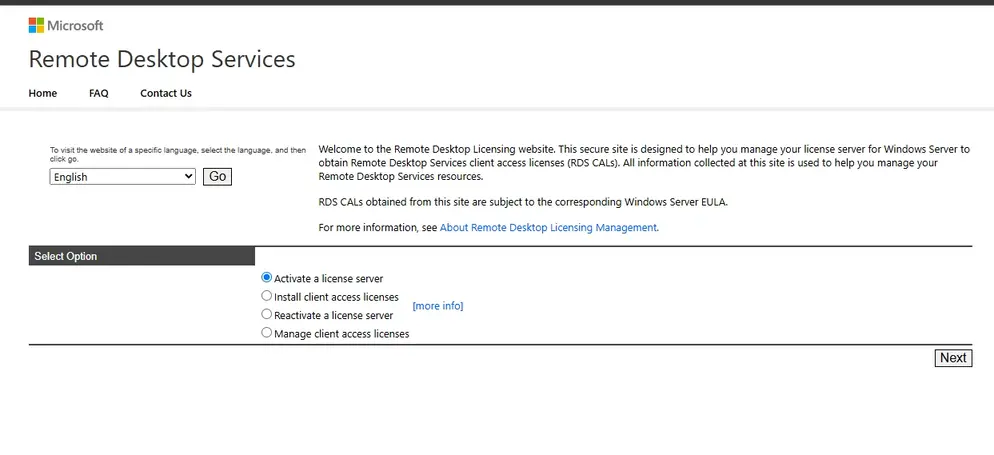 Microsoft
Remote Desktop Services
Home FAQ Contact Us
To visit the website of a specific language, select the language, and then
click go.
English Go
Welcome to the Remote Desktop Licensing website. This secure site is designed to help you manage your license server for Windows Server to
obtain Remote Desktop Services client access licenses (RDS CALs). All information collected at this site is used to help you manage your
Remote Desktop Services resources.
RDS CALs obtained from this site are subject to the corresponding Windows Server EULA.
For more information, see About Remote Desktop Licensing Management.
Select Option
Activate a license server
Install client access licenses
[more info]
Reactivate a license server
Manage client access licenses
Next